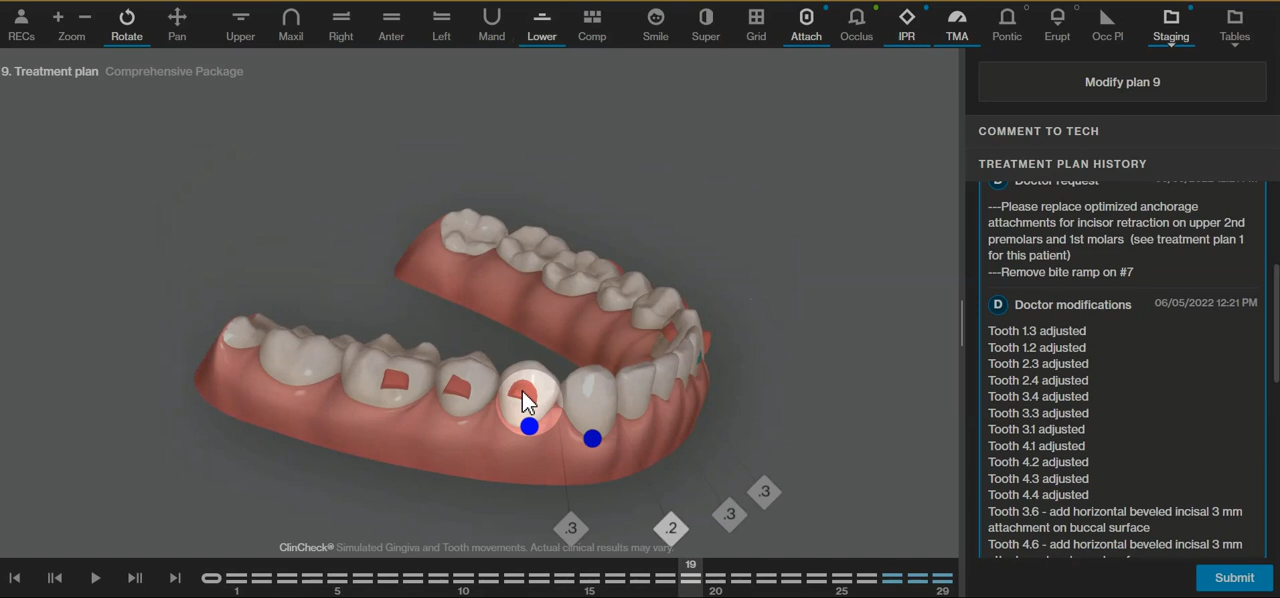 RECs Zoom Rotate Pan Upper Maxil Right Anter Left Mand Lower Comp Smile Super Grid Attach Occlus IPR TMA Pontic Erupt Occ Pl Staging Tables
9. Treatment plan Comprehensive Package
Modify plan 9
COMMENT TO TECH
TREATMENT PLAN HISTORY
D Doctor request
---Please replace optimized anchorage
attachments for incisor retraction on upper 2nd
premolars and 1st molars (see treatment plan 1
for this patient)
---Remove bite ramp on #7
D Doctor modifications 06/05/2022 12:21 PM
Tooth 1.3 adjusted
Tooth 1.2 adjusted
Tooth 2.3 adjusted
Tooth 2.4 adjusted
Tooth 3.4 adjusted
Tooth 3.3 adjusted
Tooth 3.1 adjusted
Tooth 4.1 adjusted
Tooth 4.2 adjusted
Tooth 4.3 adjusted
Tooth 4.4 adjusted
Tooth 3.6 - add horizontal beveled incisal 3 mm
attachment on buccal surface
Tooth 4.6 - add horizontal beveled incisal 3 mm
.3
.3
.3
.2
ClinCheck® Simulated Gingiva and Tooth movements. Actual clinical results may vary.
19
1 5 10 15 20 25 29
Submit